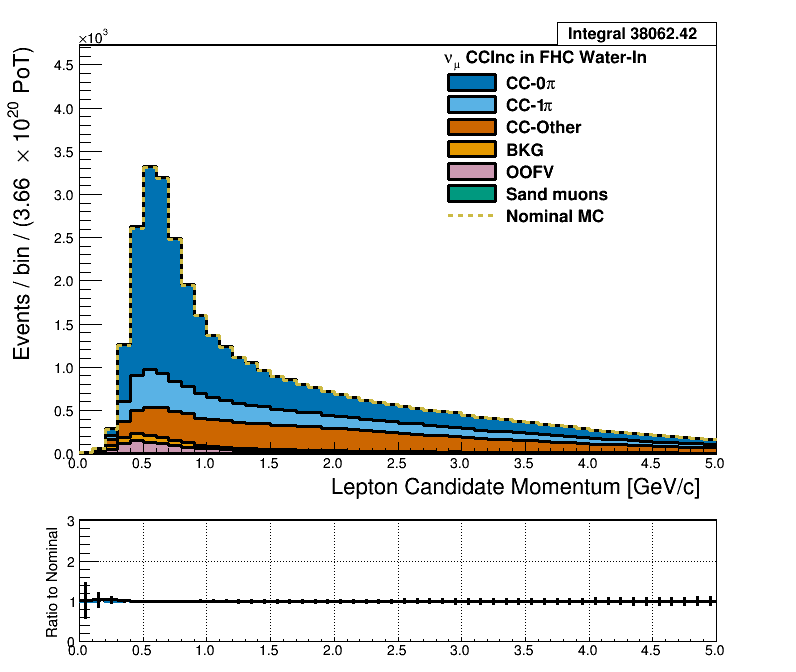 Integral 38062.42
×10³
ν_μ CCInc in FHC Water-In
CC-0π
CC-1π
CC-Other
BKG
OOFV
Sand muons
Nominal MC
Events / bin / (3.66 × 10²⁰ PoT)
4.5
4.0
3.5
3.0
2.5
2.0
1.5
1.0
0.5
0.0
0.0 0.5 1.0 1.5 2.0 2.5 3.0 3.5 4.0 4.5 5.0
Lepton Candidate Momentum [GeV/c]
Ratio to Nominal
3
2
1
0
0.0 0.5 1.0 1.5 2.0 2.5 3.0 3.5 4.0 4.5 5.0